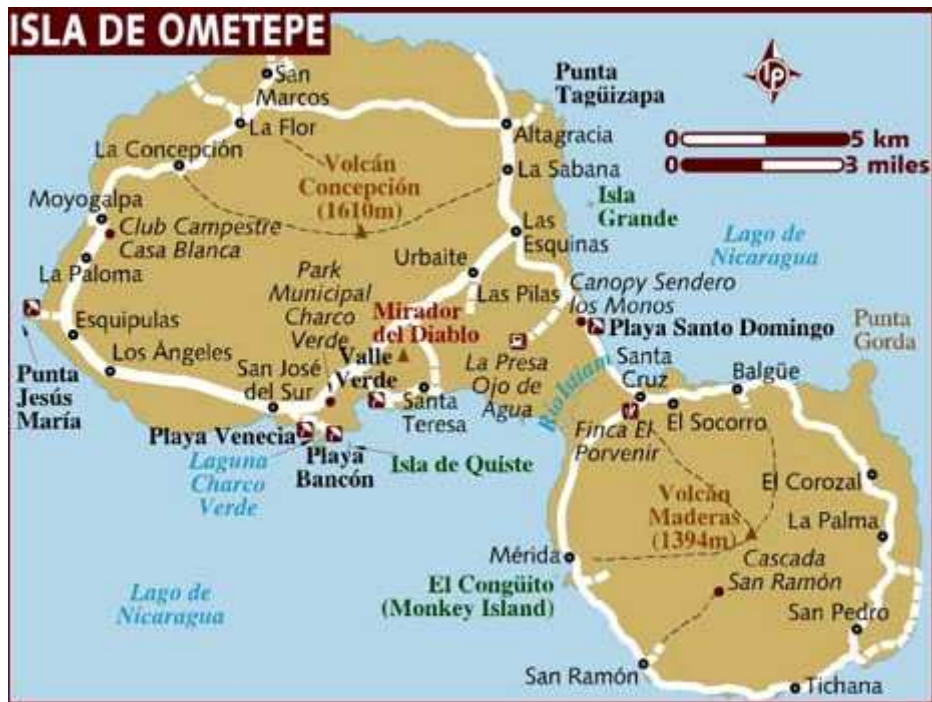 ISLA DE OMETEPE
San
Marcos
Punta
Tagüizapa
lp
La Flor
Altagracia
0 5 km
0 3 miles
La Concepción
Volcán
Concepción
(1610m)
La Sabana
Isla
Grande
Moyogalpa
Club Campestre
Casa Blanca
Las
Esquinas
Lago de
Nicaragua
La Paloma
Urbaite
Park
Municipal
Charco
Verde
Las Pilas
Canopy Sendero
los Monos
Esquipulas
Mirador
del Diablo
Playa Santo Domingo
Punta
Gorda
Los Ángeles
Valle
Verde
La Presa
Ojo de
Agua
Santa
Cruz
Balgüe
Punta
Jesús
María
San José
del Sur
Santa
Teresa
El Socorro
Playa Venecia
Finca El
Porvenir
Laguna
Charco
Verde
Playa
Bancón
Isla de Quiste
El Corozal
Volcán
Maderas
(1394m)
La Palma
Mérida
Cascada
San Ramón
El Congüito
(Monkey Island)
Lago de
Nicaragua
San Pedro
San Ramón
Tichana